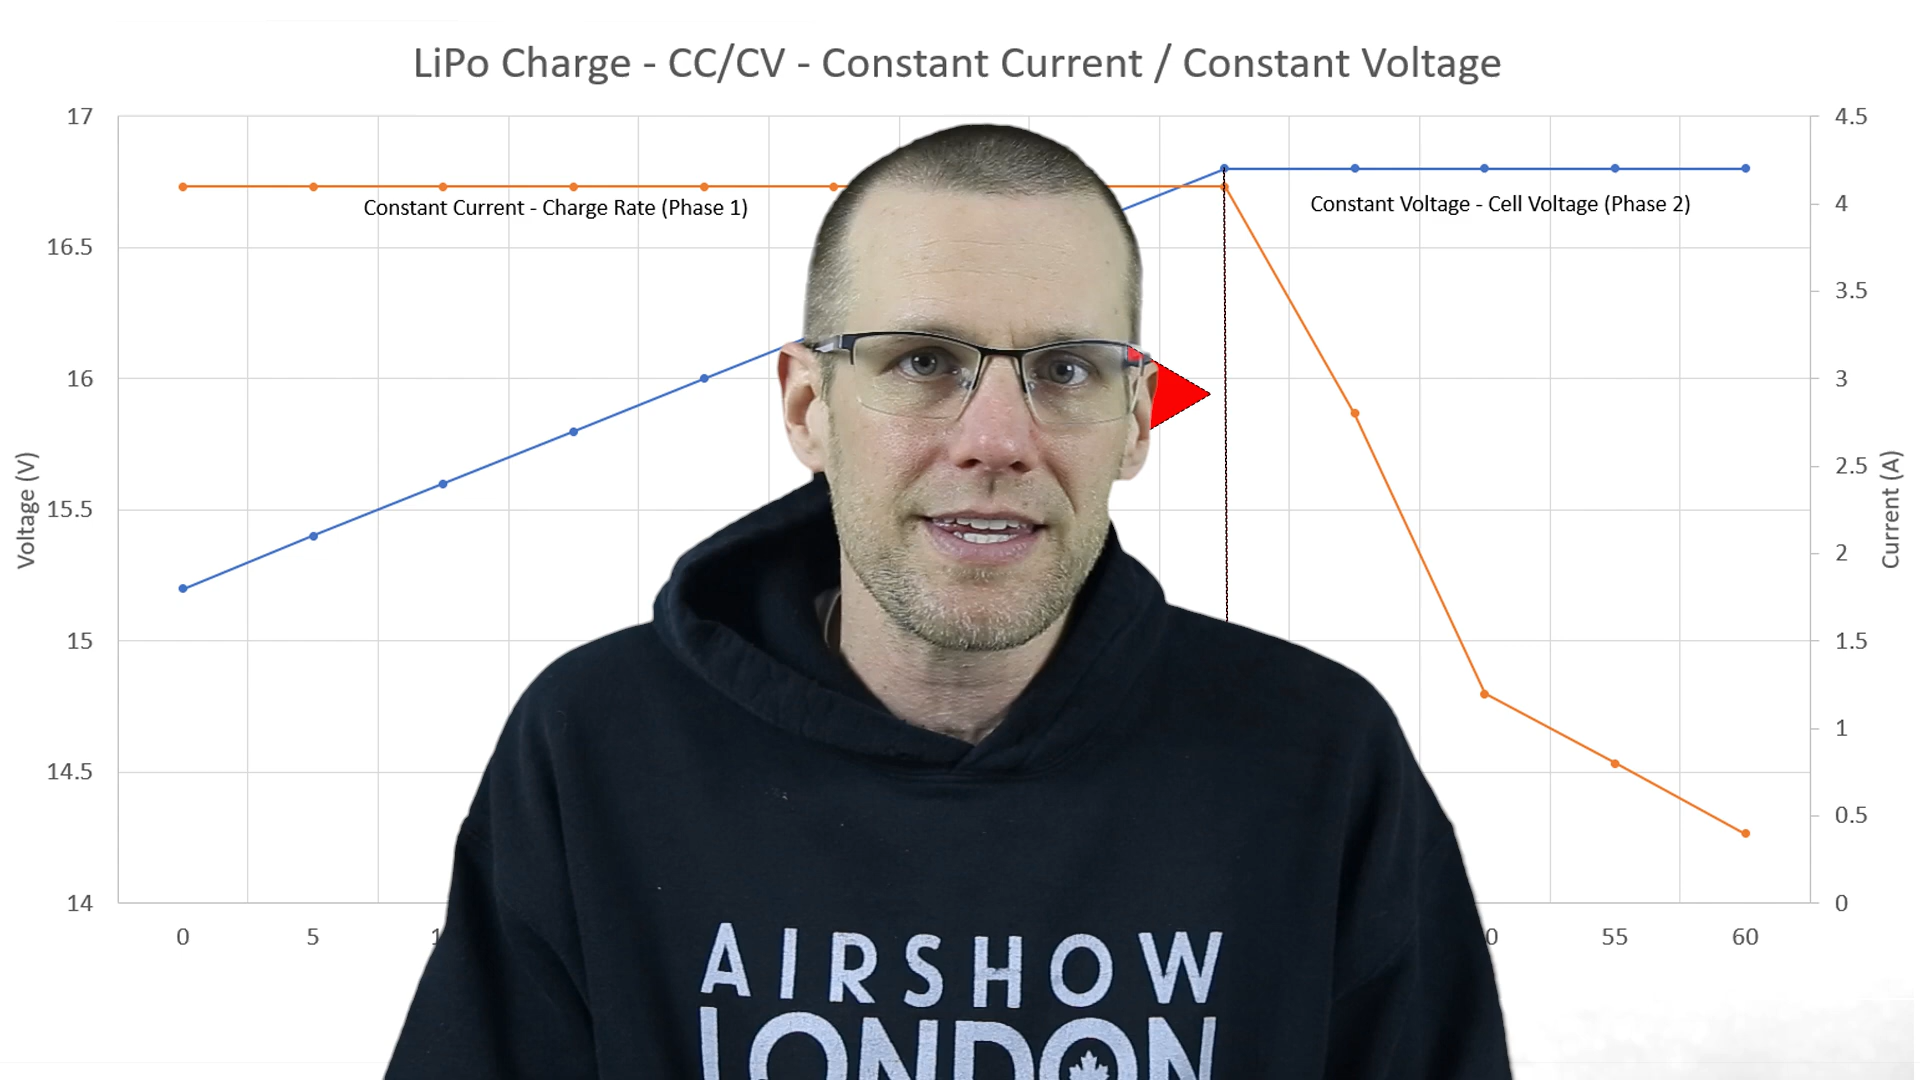 LiPo Charge - CC/CV - Constant Current / Constant Voltage
17
4.5
Constant Current - Charge Rate (Phase 1)
Constant Voltage - Cell Voltage (Phase 2)
4
16.5
3.5
16
3
Voltage (V)
2.5
Current (A)
15.5
2
15
1.5
1
14.5
0.5
14
0
0 5 55 60
AIRSHOW
LONDON